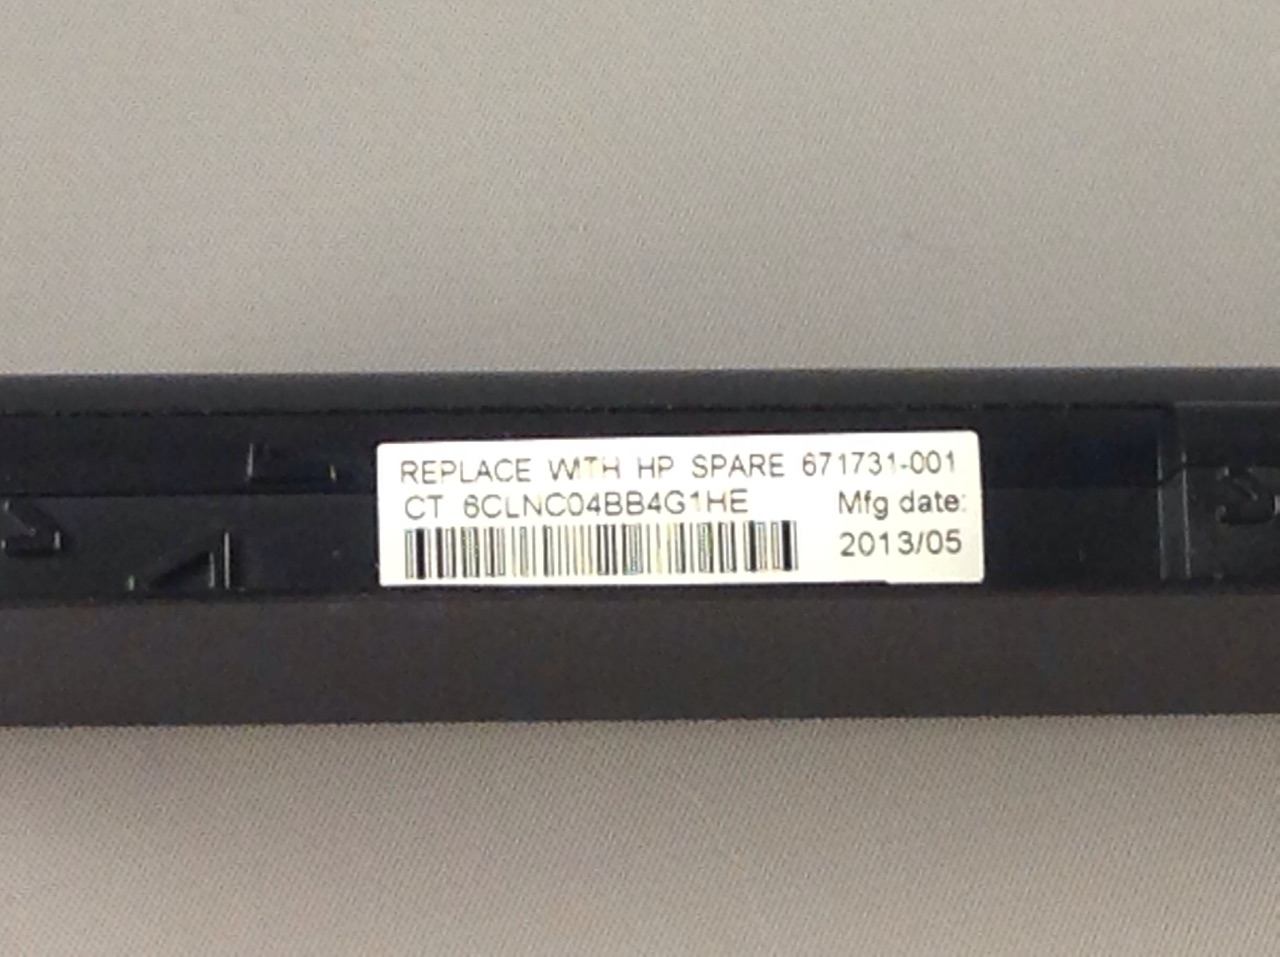 REPLACE WITH HP SPARE 671731-001
CT 6CLNC04BB4G1HE Mfg date:
2013/05